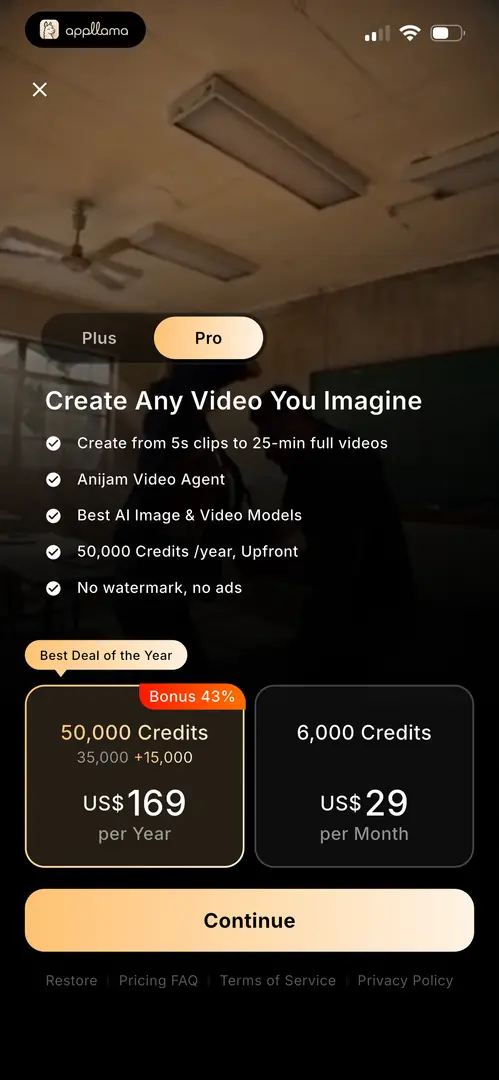 appllama
Plus
Pro
Create Any Video You Imagine
Create from 5s clips to 25-min full videos
Anijam Video Agent
Best AI Image & Video Models
50,000 Credits /year, Upfront
No watermark, no ads
Best Deal of the Year
Bonus 43%
50,000 Credits
35,000 +15,000
US$169
per Year
6,000 Credits
US$29
per Month
Continue
Restore | Pricing FAQ | Terms of Service | Privacy Policy